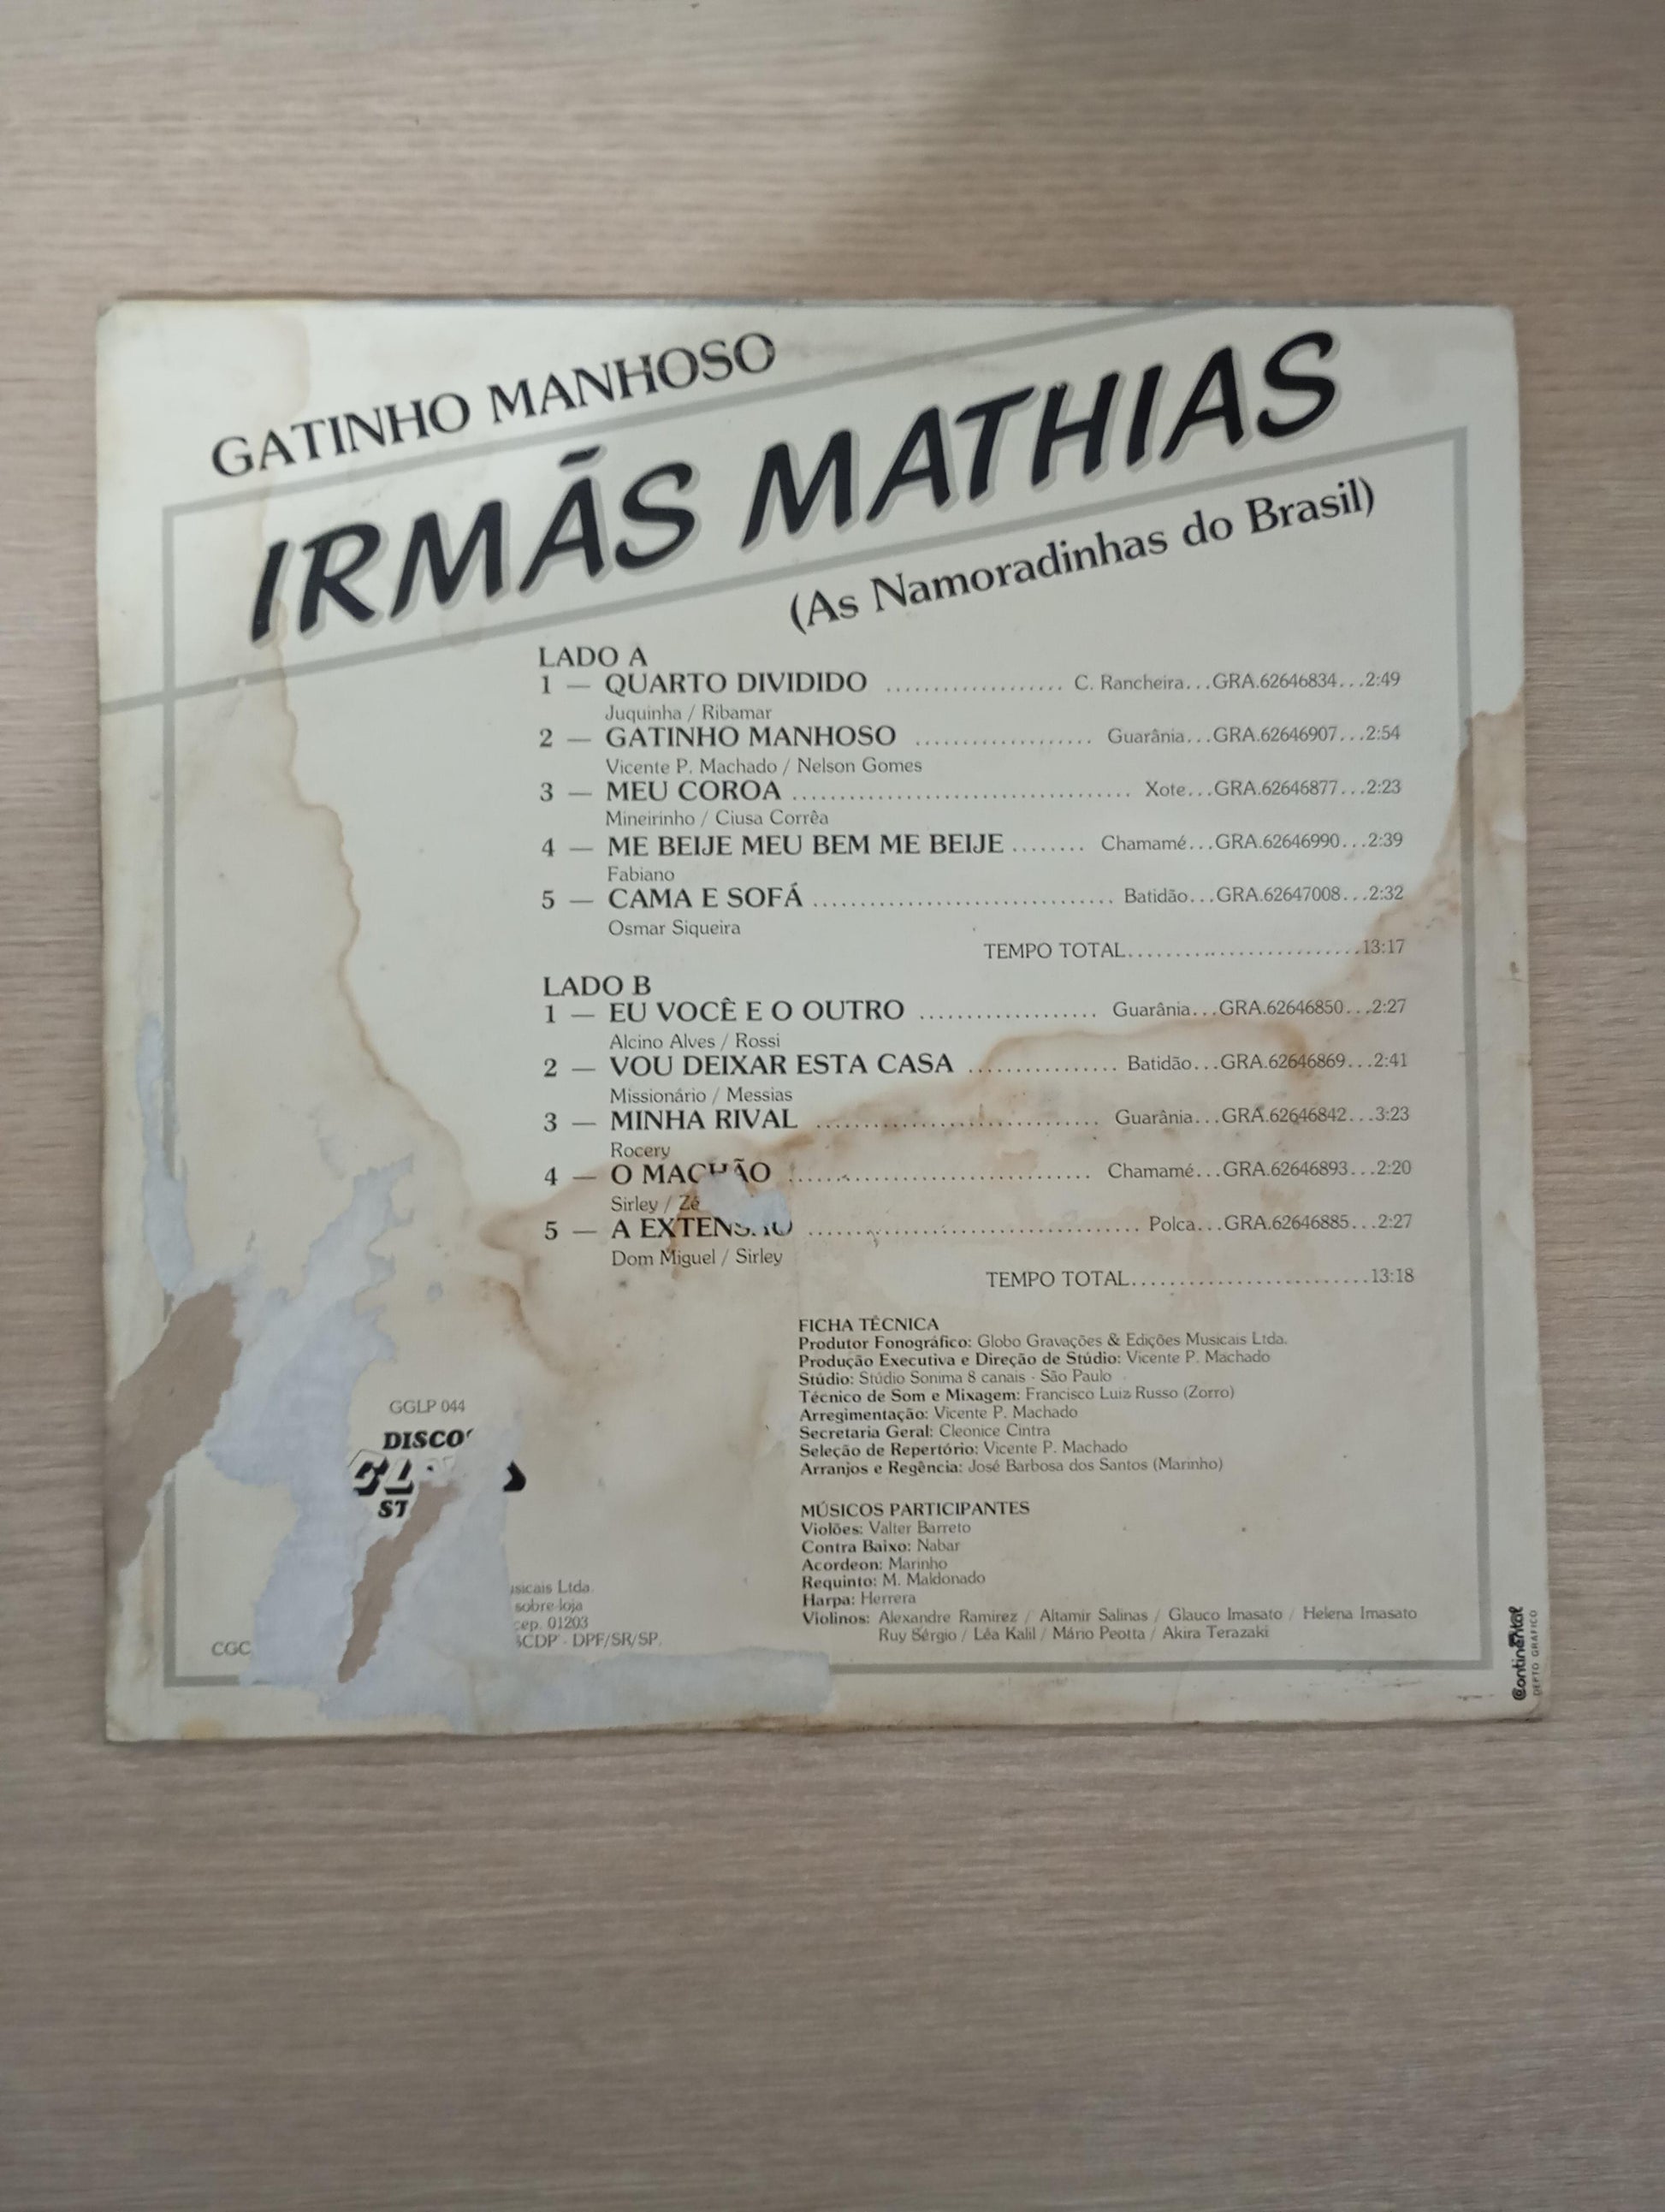 GATINHO MANHOSO
IRMÃS MATHIAS
(As Namoradinhas do Brasil)
LADO A
1 — QUARTO DIVIDIDO .................... C. Rancheira...GRA.62646834...2:49
Juquinha / Ribamar
2 — GATINHO MANHOSO .................... Guarânia...GRA.62646907...2:54
Vicente P. Machado / Nelson Gomes
3 — MEU COROA .................................... Xote...GRA.62646877...2:23
Mineirinho / Ciusa Corrêa
4 — ME BEIJE MEU BEM ME BEIJE ........ Chamamé...GRA.62646990...2:39
Fabiano
5 — CAMA E SOFÁ ................................ Batidão...GRA.62647008...2:32
Osmar Siqueira
TEMPO TOTAL..........................13:17
LADO B
1 — EU VOCÊ E O OUTRO ................... Guarânia...GRA.62646850...2:27
Alcino Alves / Rossi
2 — VOU DEIXAR ESTA CASA ................ Batidão...GRA.62646869...2:41
Missionário / Messias
3 — MINHA RIVAL .............................. Guarânia...GRA.62646842...3:23
Rocery
4 — O MACHÃO ................................ Chamamé...GRA.62646893...2:20
Sirley / Zé
5 — A EXTENSÃO ................................... Polca...GRA.62646885...2:27
Dom Miguel / Sirley
TEMPO TOTAL..........................13:18
FICHA TÉCNICA
Produtor Fonográfico: Globo Gravações & Edições Musicais Ltda.
Produção Executiva e Direção de Stúdio: Vicente P. Machado
Stúdio: Stúdio Sonima 8 canais - São Paulo
Técnico de Som e Mixagem: Francisco Luiz Russo (Zorro)
Arregimentação: Vicente P. Machado
Secretaria Geral: Cleonice Cintra
Seleção de Repertório: Vicente P. Machado
Arranjos e Regência: José Barbosa dos Santos (Marinho)
MÚSICOS PARTICIPANTES
Violões: Valter Barreto
Contra Baixo: Nabar
Acordeon: Marinho
Requinto: M. Maldonado
Harpa: Herrera
Violinos: Alexandre Ramirez / Altamir Salinas / Glauco Imasato / Helena Imasato
Ruy Sérgio / Léa Kalil / Mário Peotta / Akira Terazaki
GGLP 044
DISCOS
Ltda.
sobre-loja
cep. 01203
CGC SCDP - DPF/SR/SP.
Continental
DEPTO GRÁFICO